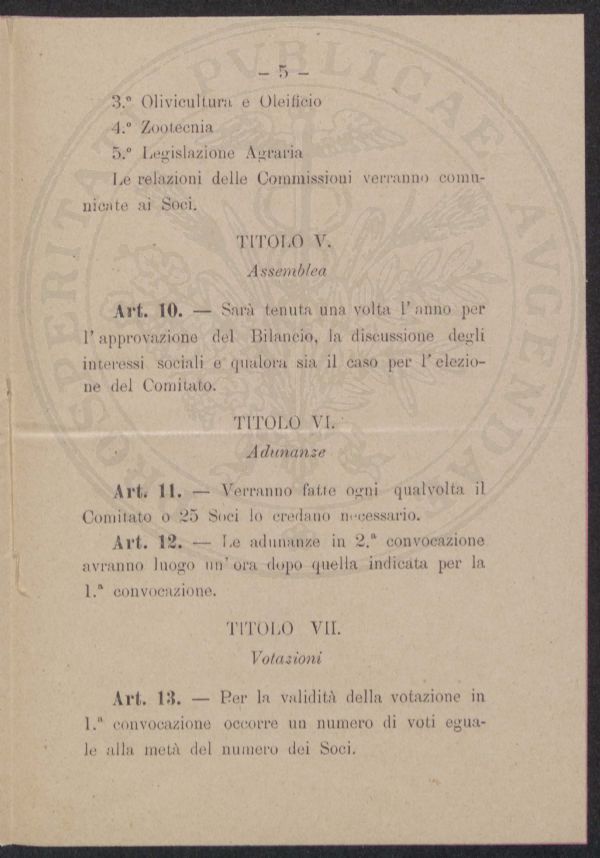 – 5 –
3.º Olivicultura e Oleificio
4.º Zootecnia
5.º Legislazione Agraria
Le relazioni delle Commissioni verranno comu-
nicate ai Soci.
TITOLO V.
Assemblea
Art. 10. — Sarà tenuta una volta l'anno per
l'approvazione del Bilancio, la discussione degli
interessi sociali e qualora sia il caso per l'elezio-
ne del Comitato.
TITOLO VI.
Adunanze
Art. 11. — Verranno fatte ogni qualvolta il
Comitato o 25 Soci lo credano necessario.
Art. 12. — Le adunanze in 2.ª convocazione
avranno luogo un'ora dopo quella indicata per la
1.ª convocazione.
TITOLO VII.
Votazioni
Art. 13. — Per la validità della votazione in
1.ª convocazione occorre un numero di voti egua-
le alla metà del numero dei Soci.
PUBLICAE
AUGENDAE
PROSPERITATI